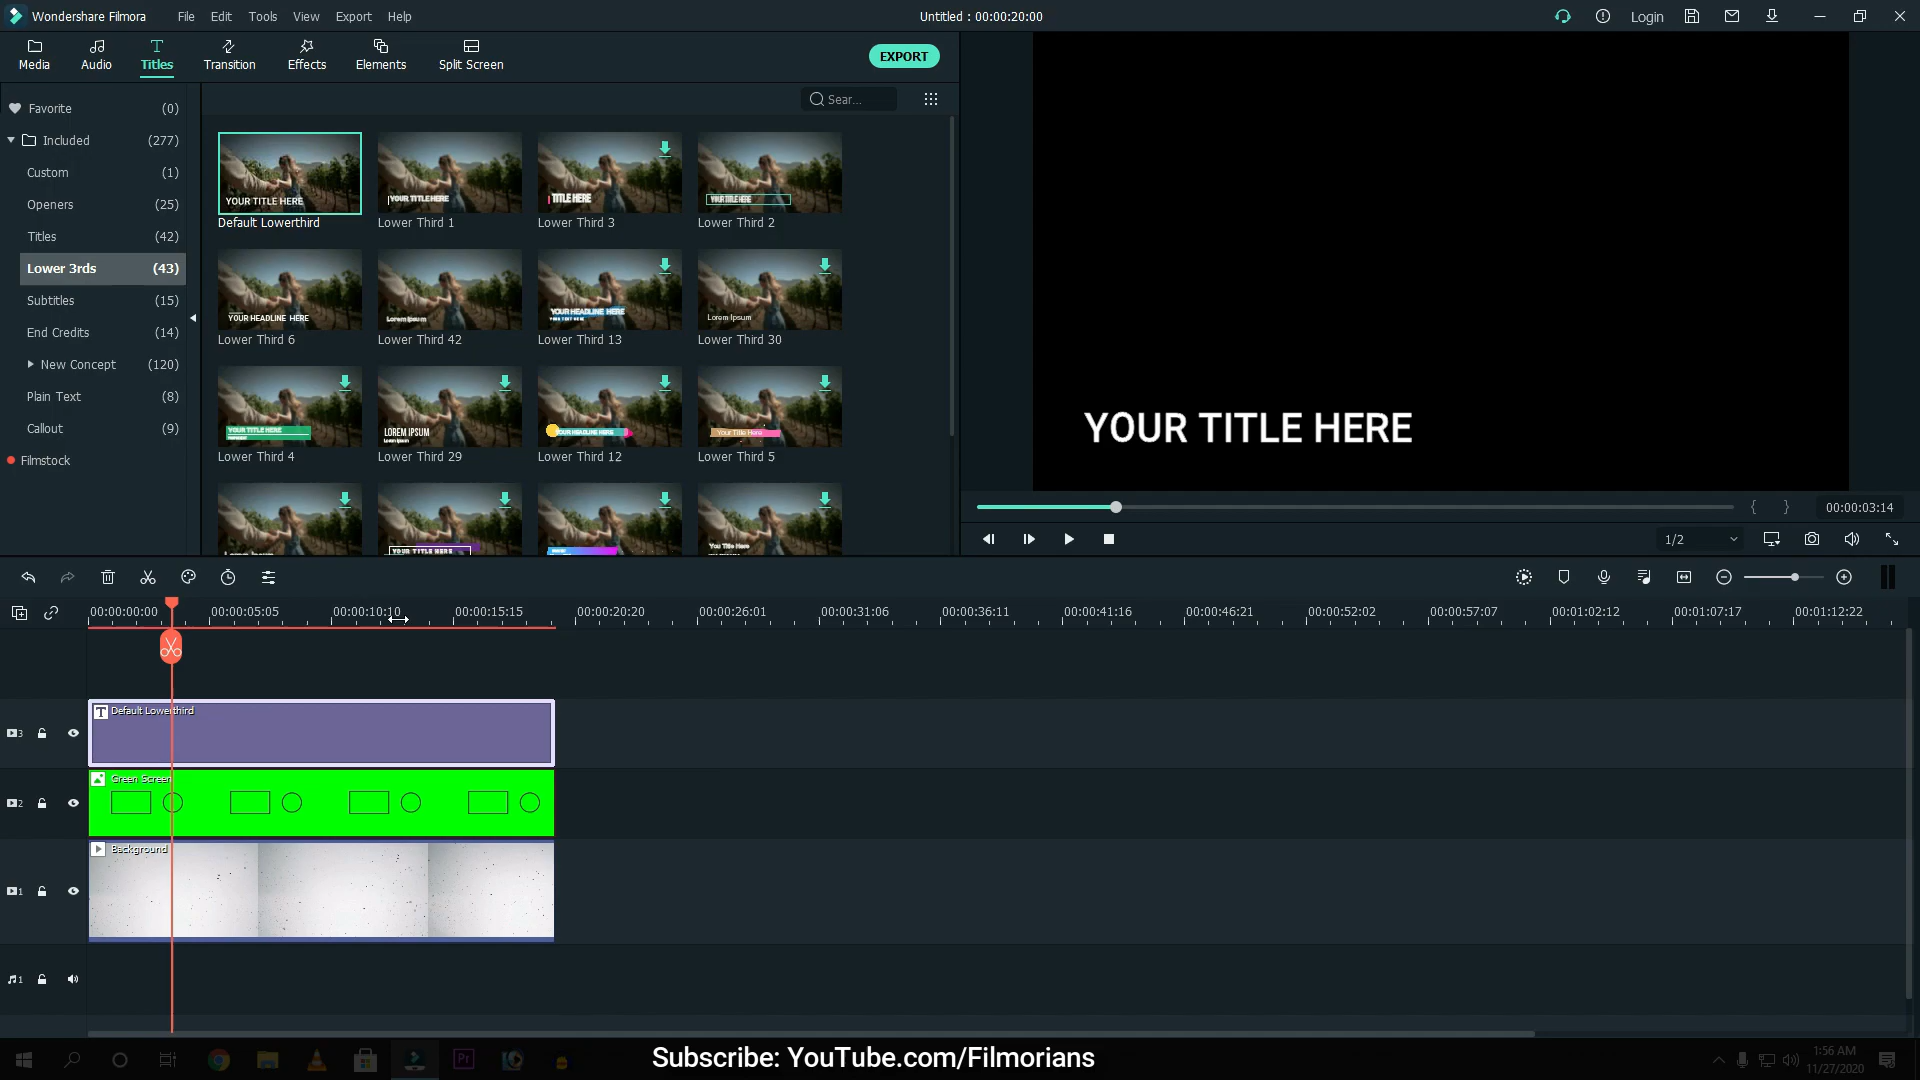 Wondershare Filmora File Edit Tools View Export Help Untitled : 00:00:20:00 Login
Media Audio Titles Transition Effects Elements Split Screen EXPORT
Favorite (0)
Included (277)
Custom (1)
Openers (25)
Titles (42)
Lower 3rds (43)
Subtitles (15)
End Credits (14)
New Concept (120)
Plain Text (8)
Callout (9)
Filmstock
Sear...
YOUR TITLE HERE YOUR TITLE HERE TITLE HERE YOUR TITLE HERE
Default Lowerthird Lower Third 1 Lower Third 3 Lower Third 2
YOUR HEADLINE HERE Lorem Ipsum YOUR HEADLINE HERE Lorem Ipsum
Lower Third 6 Lower Third 42 Lower Third 13 Lower Third 30
YOUR TITLE HERE LOREM IPSUM YOUR HEADLINE HERE Your Title Here
Lower Third 4 Lower Third 29 Lower Third 12 Lower Third 5
YOUR TITLE HERE You Title Here
YOUR TITLE HERE
00:00:03:14
1/2
00:00:00:00 00:00:05:05 00:00:10:10 00:00:15:15 00:00:20:20 00:00:26:01 00:00:31:06 00:00:36:11 00:00:41:16 00:00:46:21 00:00:52:02 00:00:57:07 00:01:02:12 00:01:07:17 00:01:12:22
3 Default Lowerthird
2 Green Screen
1 Background
1
Pr
Subscribe: YouTube.com/Filmorians
1:56 AM
11/27/2020